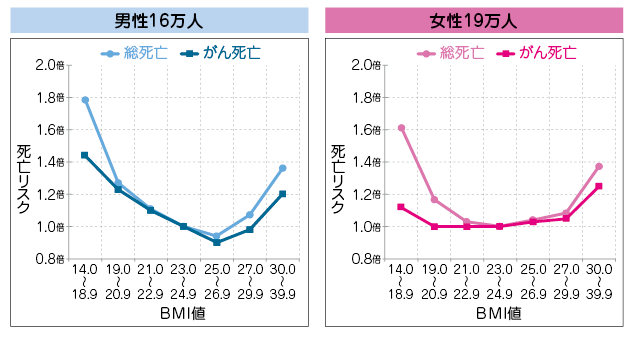 男性16万人
総死亡 がん死亡
2.0倍
1.8倍
1.6倍
1.4倍
1.2倍
1.0倍
0.8倍
死亡リスク
14.0〜18.9
19.0〜20.9
21.0〜22.9
23.0〜24.9
25.0〜26.9
27.0〜29.9
30.0〜39.9
BMI値
女性19万人
総死亡 がん死亡
2.0倍
1.8倍
1.6倍
1.4倍
1.2倍
1.0倍
0.8倍
死亡リスク
14.0〜18.9
19.0〜20.9
21.0〜22.9
23.0〜24.9
25.0〜26.9
27.0〜29.9
30.0〜39.9
BMI値